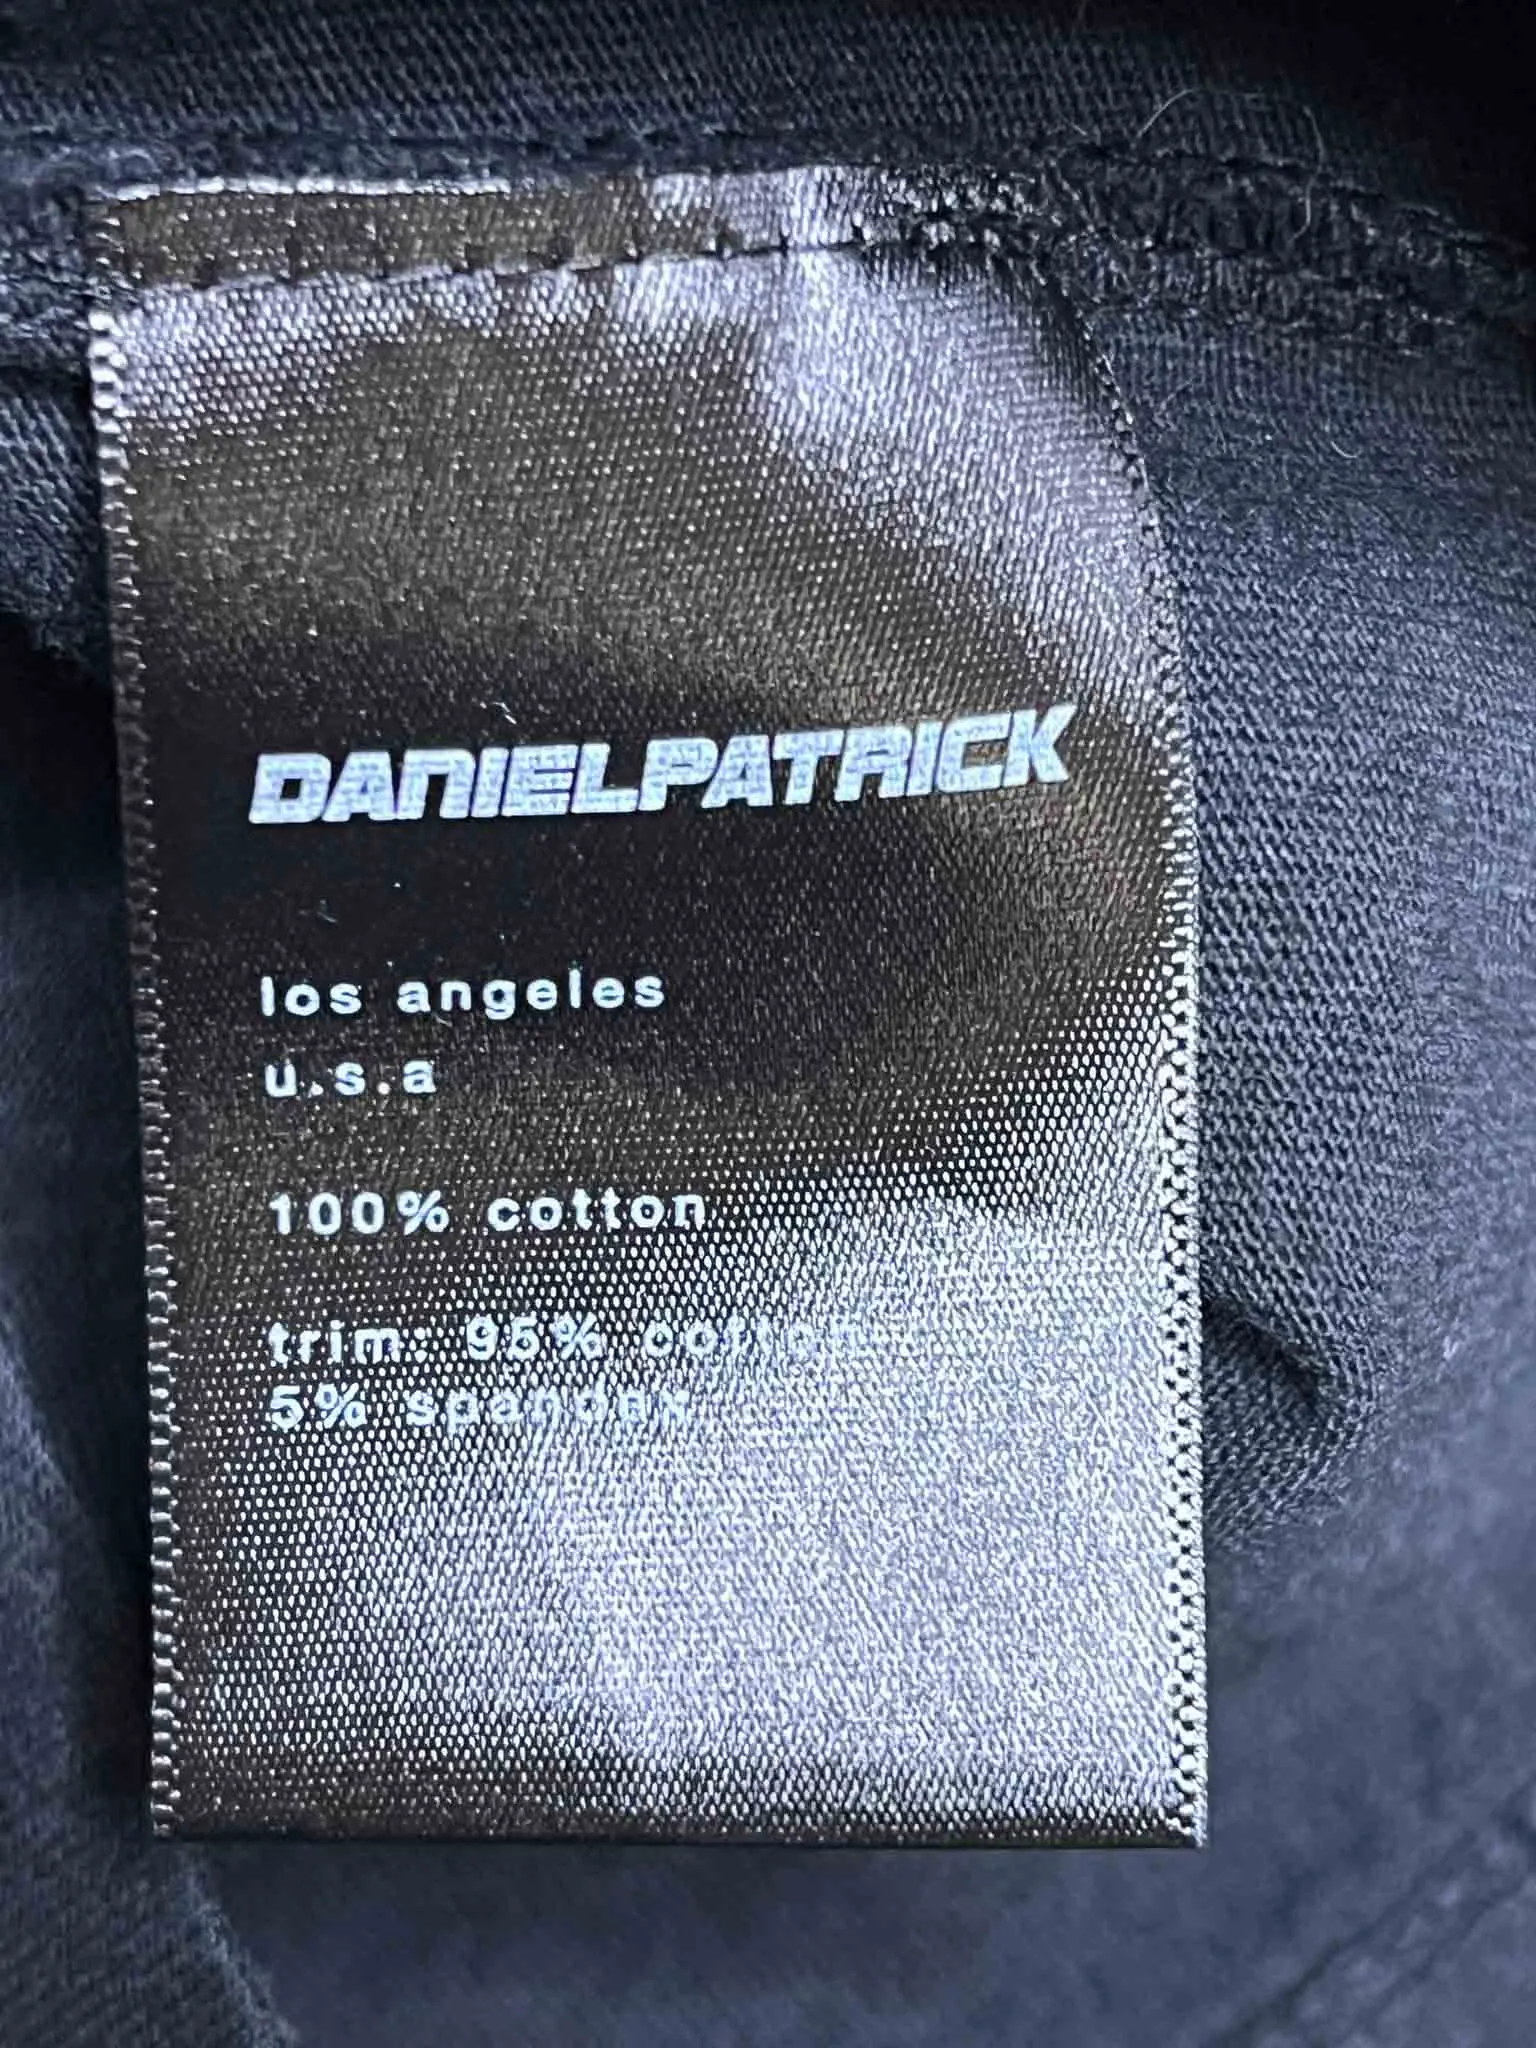 DANIELPATRICK
los angeles
u.s.a
100% cotton
trim: 95% cotton
5% spandex